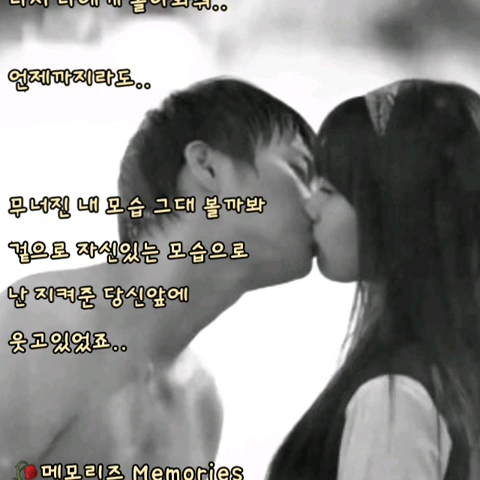 언제까지라도..
무너진 내 모습 그대 볼까봐
겉으로 자신있는 모습으로
난 지켜준 당신앞에
웃고있었죠..
메모리즈 Memories